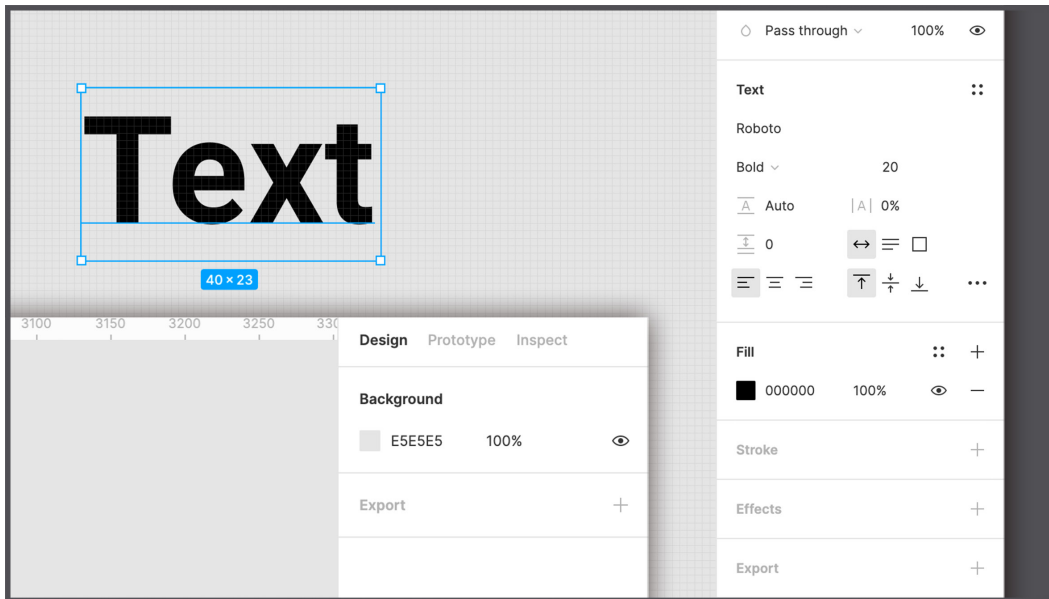 Text
40 × 23
Pass through 100%
Text
Roboto
Bold 20
A Auto |A| 0%
0
Fill
000000 100%
Stroke
Effects
Export
3100 3150 3200 3250 330
Design Prototype Inspect
Background
E5E5E5 100%
Export